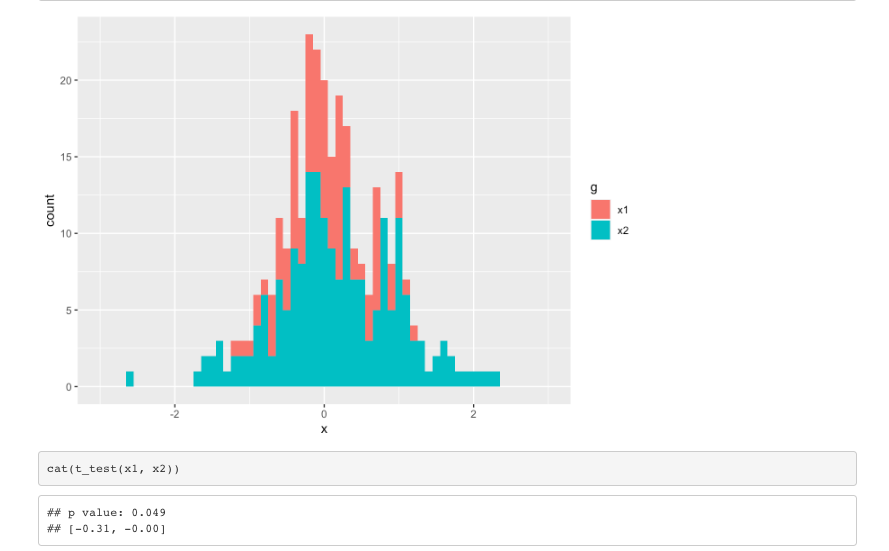 20
15
10
5
0
count
-2 0 2
x
g
x1
x2
cat(t_test(x1, x2))
## p value: 0.049
## [-0.31, -0.00]